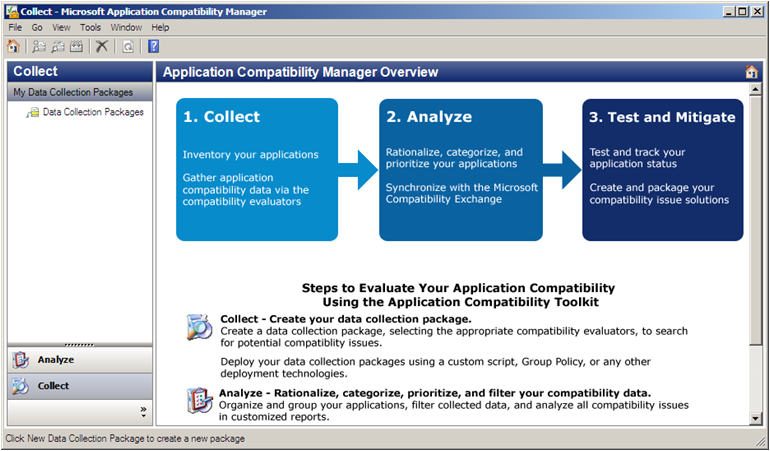 Collect - Microsoft Application Compatibility Manager
File Go View Tools Window Help
Collect
My Data Collection Packages
Data Collection Packages
Analyze
Collect
»
Application Compatibility Manager Overview
1. Collect
Inventory your applications
Gather application
compatibility data via the
compatibility evaluators
2. Analyze
Rationalize, categorize, and
prioritize your applications
Synchronize with the Microsoft
Compatibility Exchange
3. Test and Mitigate
Test and track your
application status
Create and package your
compatibility issue solutions
Steps to Evaluate Your Application Compatibility
Using the Application Compatibility Toolkit
Collect - Create your data collection package.
Create a data collection package, selecting the appropriate compatibility evaluators, to search
for potential compatibility issues.
Deploy your data collection packages using a custom script, Group Policy, or any other
deployment technologies.
Analyze - Rationalize, categorize, prioritize, and filter your compatibility data.
Organize and group your applications, filter collected data, and analyze all compatibility issues
in customized reports.
Click New Data Collection Package to create a new package